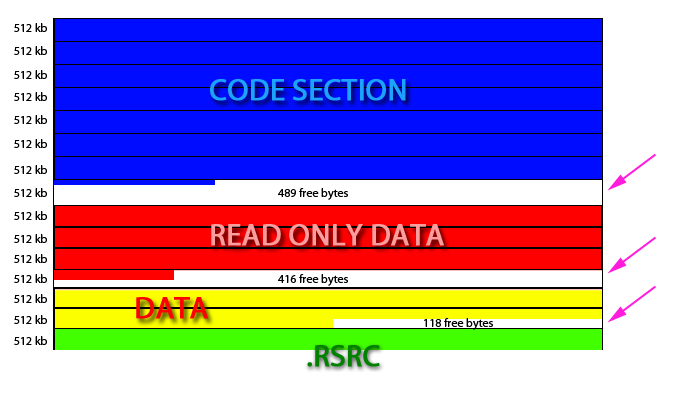 512 kb
512 kb
512 kb
512 kb
CODE SECTION
512 kb
512 kb
512 kb
512 kb
489 free bytes
512 kb
512 kb
READ ONLY DATA
512 kb
512 kb
416 free bytes
512 kb
DATA
512 kb
118 free bytes
512 kb
.RSRC